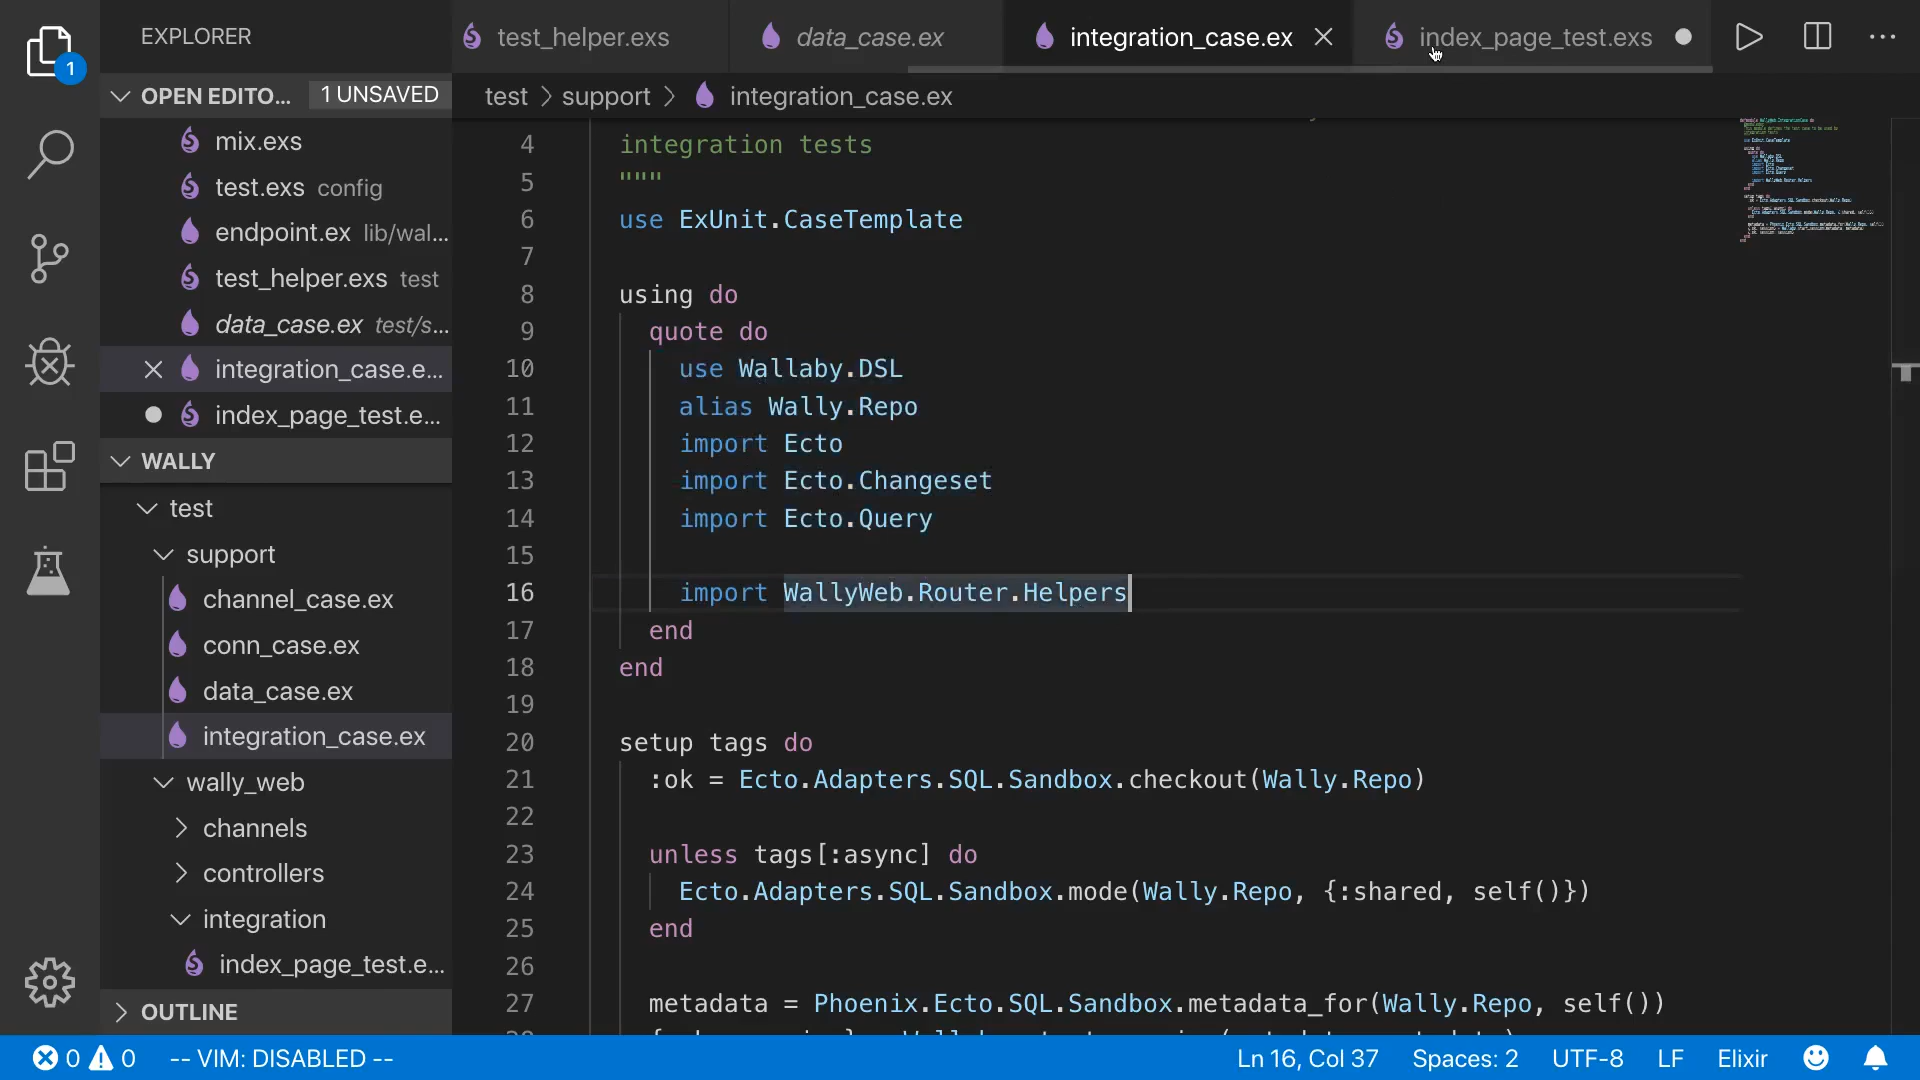 EXPLORER
1
OPEN EDITO...
1 UNSAVED
mix.exs
test.exs config
endpoint.ex lib/wal...
test_helper.exs test
data_case.ex test/s...
integration_case.e...
index_page_test.e...
WALLY
test
support
channel_case.ex
conn_case.ex
data_case.ex
integration_case.ex
wally_web
channels
controllers
integration
index_page_test.e...
OUTLINE
test_helper.exs
data_case.ex
integration_case.ex
index_page_test.exs
test > support > integration_case.ex
4 integration tests
5 """
6 use ExUnit.CaseTemplate
7
8 using do
9 quote do
10 use Wallaby.DSL
11 alias Wally.Repo
12 import Ecto
13 import Ecto.Changeset
14 import Ecto.Query
15
16 import WallyWeb.Router.Helpers
17 end
18 end
19
20 setup tags do
21 :ok = Ecto.Adapters.SQL.Sandbox.checkout(Wally.Repo)
22
23 unless tags[:async] do
24 Ecto.Adapters.SQL.Sandbox.mode(Wally.Repo, {:shared, self()})
25 end
26
27 metadata = Phoenix.Ecto.SQL.Sandbox.metadata_for(Wally.Repo, self())
0 0 -- VIM: DISABLED --
Ln 16, Col 37 Spaces: 2 UTF-8 LF Elixir